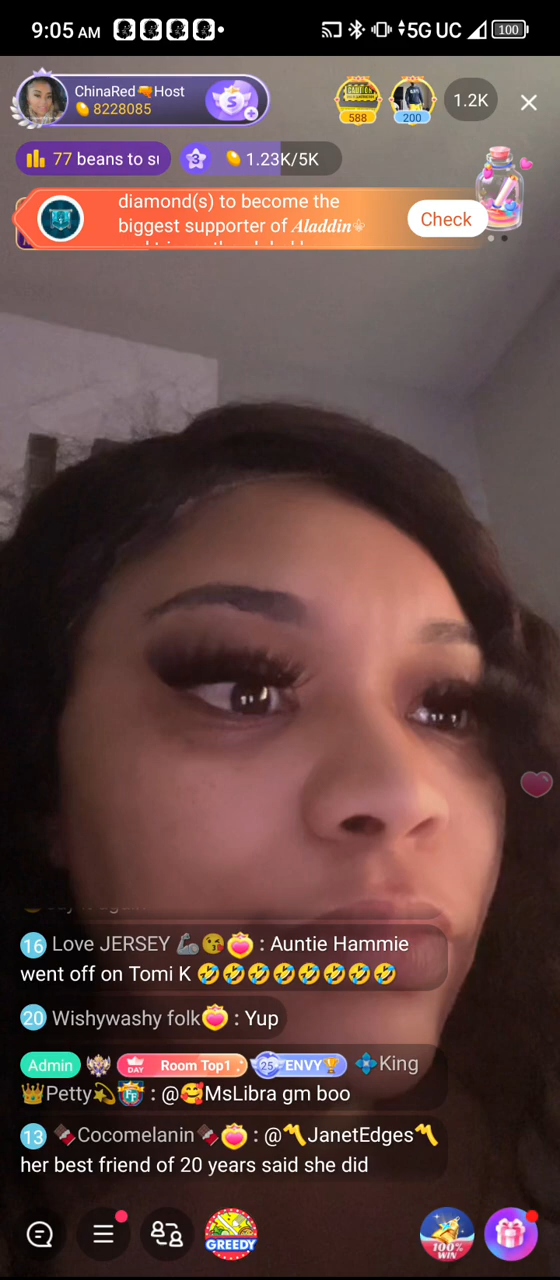 9:05 AM 5G UC 100
ChinaRed Host
8228085
S
588
200
1.2K
77 beans to
3 1.23K/5K
diamond(s) to become the
biggest supporter of Aladdin
Check
16 Love JERSEY 💪😘 : Auntie Hammie
went off on Tomi K 🤣🤣🤣🤣🤣🤣🤣🤣
20 Wishywashy folk : Yup
Admin DAY Room Top1 25 ENVY🏆 💠King
👑Petty💫 FF : @🥰MsLibra gm boo
13 🍫Cocomelanin🍫 : @〽️JanetEdges〽️
her best friend of 20 years said she did
GREEDY
100%
WIN